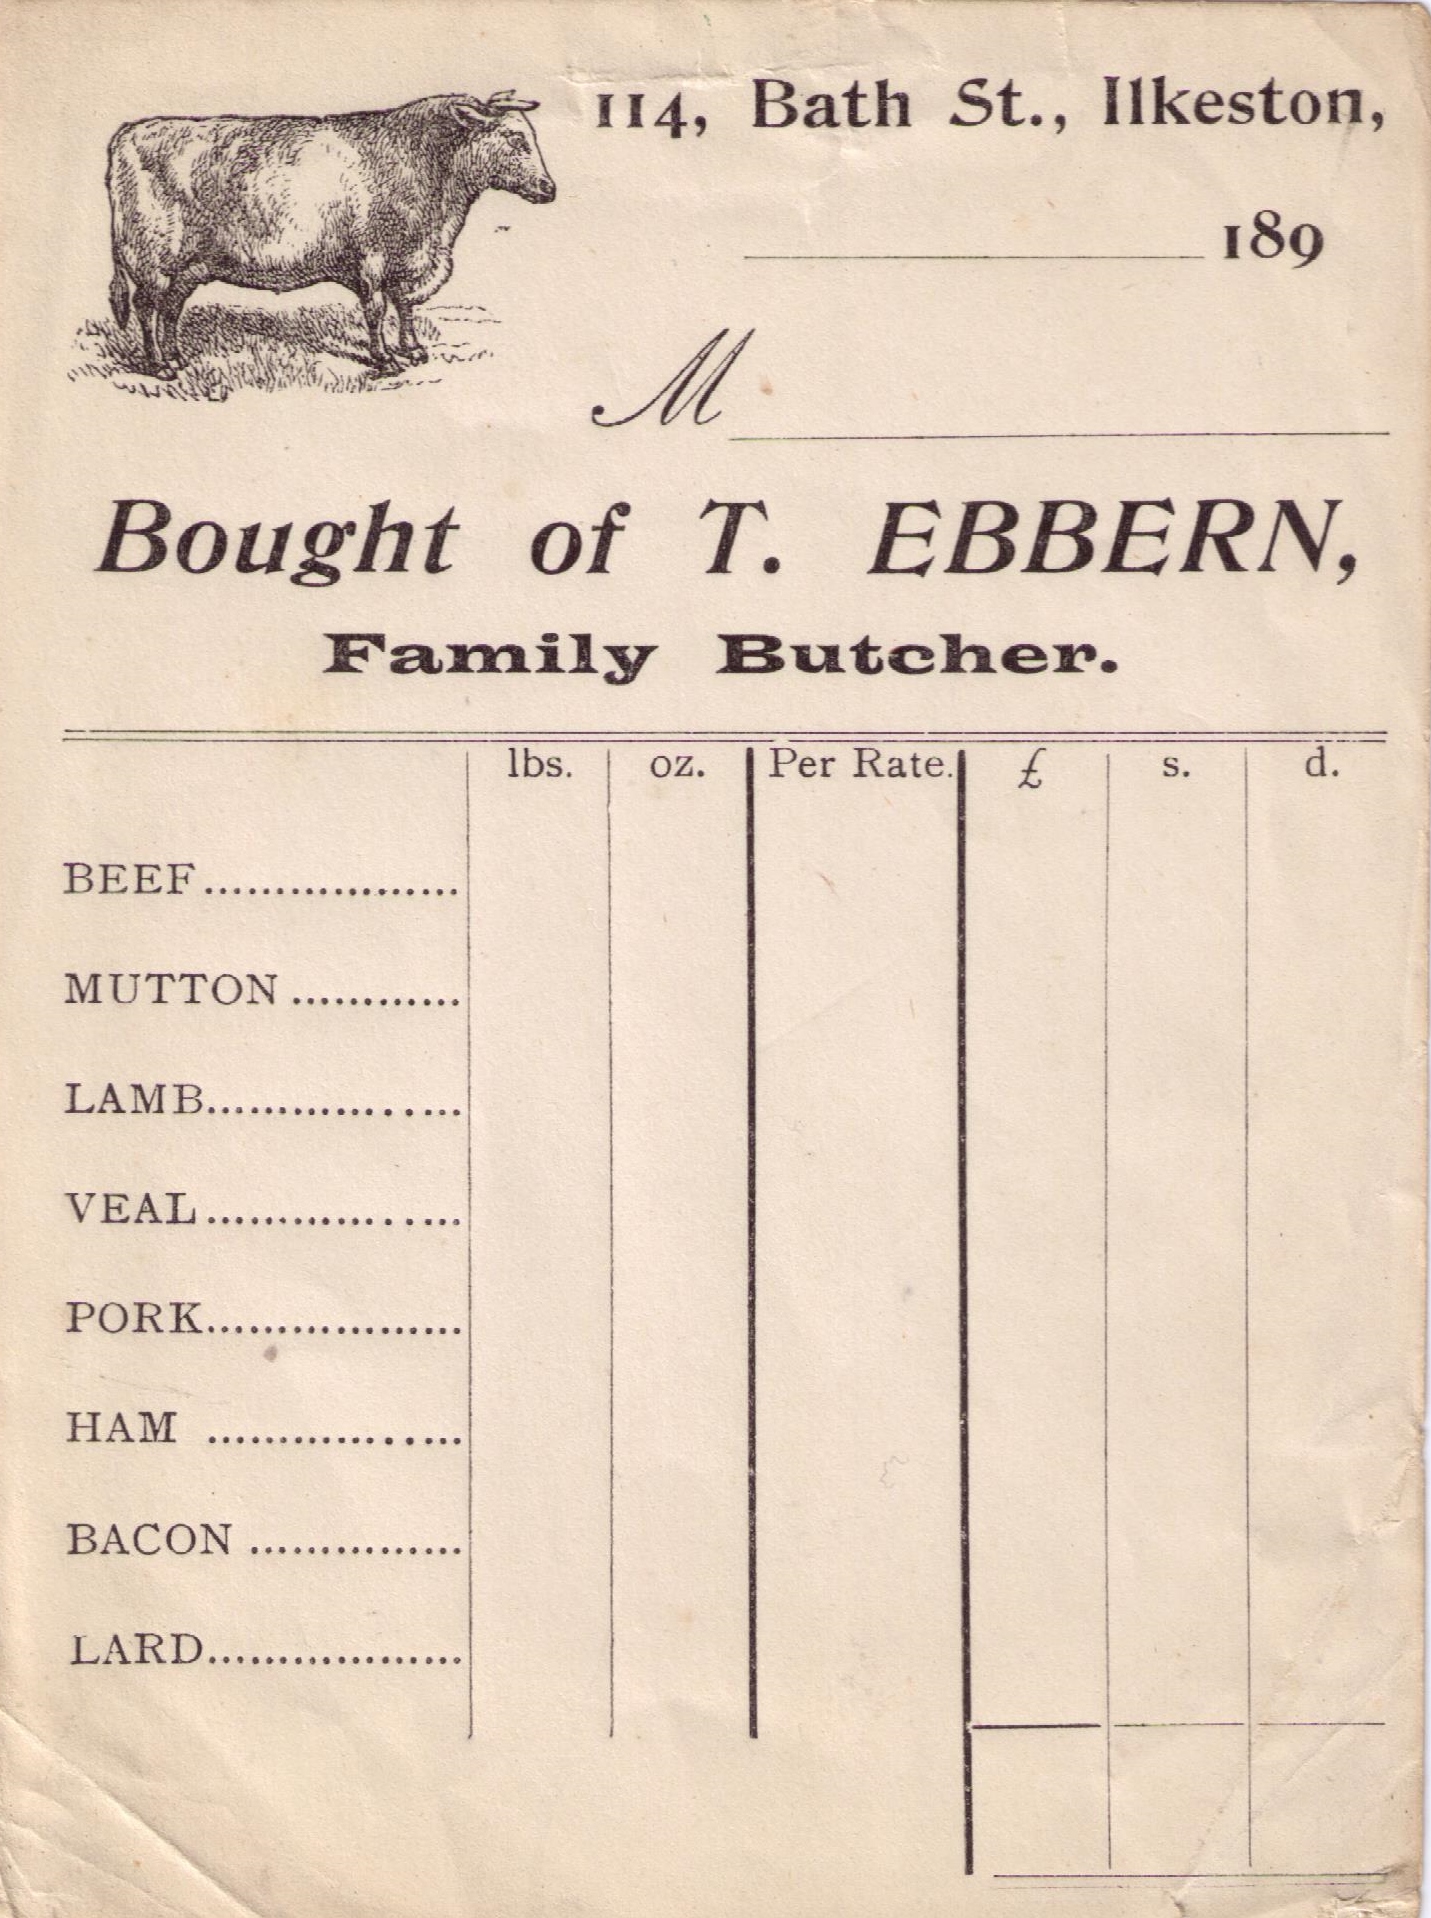 114, Bath St., Ilkeston,
189
M
Bought of T. EBBERN,
Family Butcher.
lbs. oz. Per Rate. £ s. d.
BEEF..................
MUTTON ............
LAMB..................
VEAL..................
PORK..................
HAM ..................
BACON ...............
LARD..................